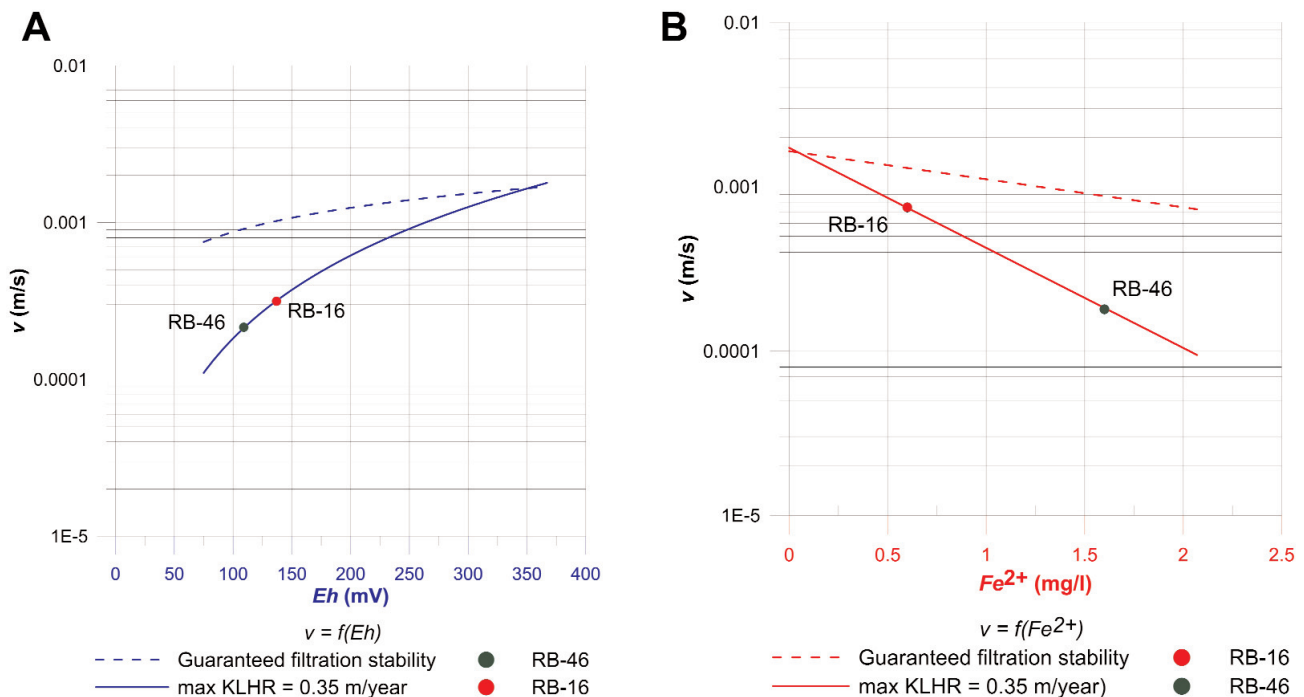 A
0.01
0.001
0.0001
1E-5
v (m/s)
RB-46
RB-16
0 50 100 150 200 250 300 350 400
Eh (mV)
v = f(Eh)
Guaranteed filtration stability RB-46
max KLHR = 0.35 m/year RB-16
B
0.01
0.001
0.0001
1E-5
v (m/s)
RB-16
RB-46
0 0.5 1 1.5 2 2.5
Fe²⁺ (mg/l)
v = f(Fe²⁺)
Guaranteed filtration stability RB-16
max KLHR = 0.35 m/year) RB-46